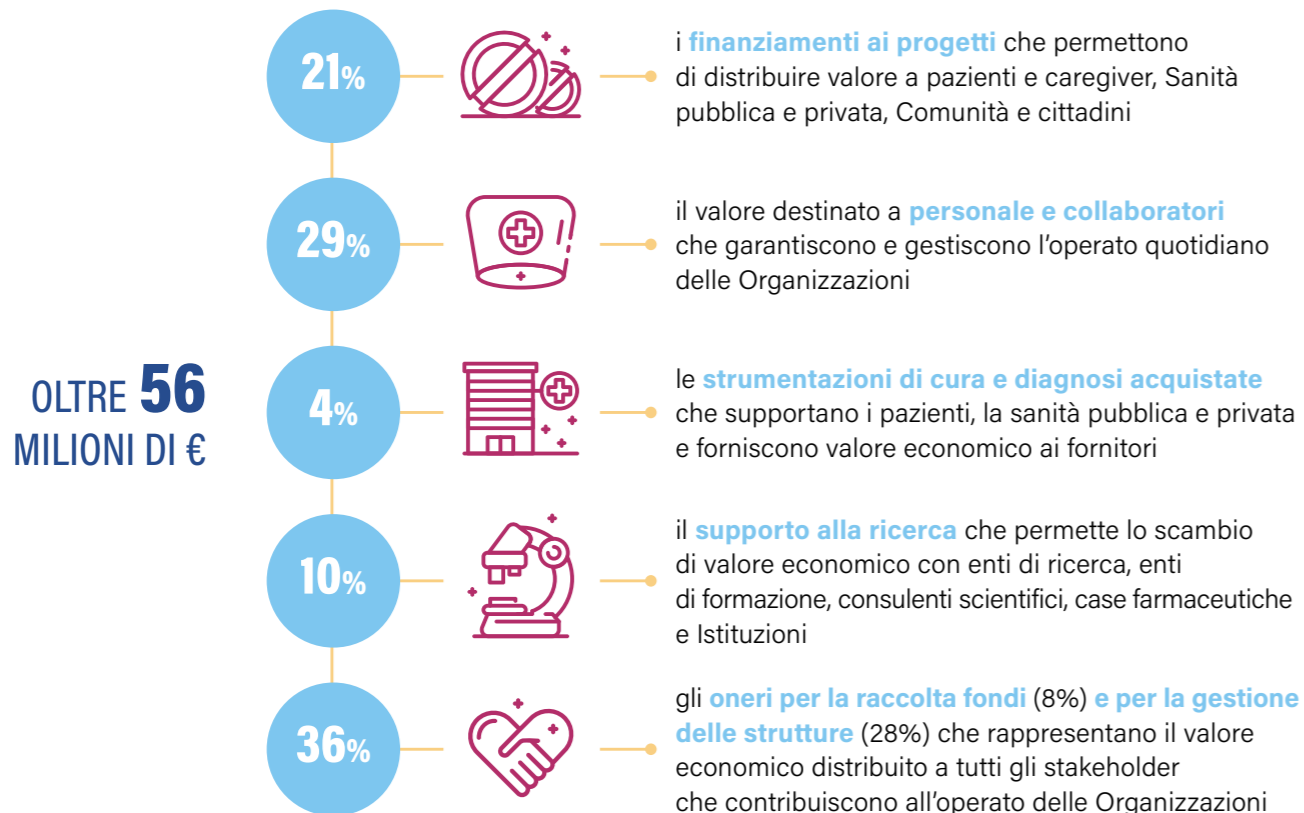 21%
i finanziamenti ai progetti che permettono
di distribuire valore a pazienti e caregiver, Sanità
pubblica e privata, Comunità e cittadini
29%
il valore destinato a personale e collaboratori
che garantiscono e gestiscono l’operato quotidiano
delle Organizzazioni
OLTRE 56
MILIONI DI €
4%
le strumentazioni di cura e diagnosi acquistate
che supportano i pazienti, la sanità pubblica e privata
e forniscono valore economico ai fornitori
10%
il supporto alla ricerca che permette lo scambio
di valore economico con enti di ricerca, enti
di formazione, consulenti scientifici, case farmaceutiche
e Istituzioni
36%
gli oneri per la raccolta fondi (8%) e per la gestione
delle strutture (28%) che rappresentano il valore
economico distribuito a tutti gli stakeholder
che contribuiscono all’operato delle Organizzazioni